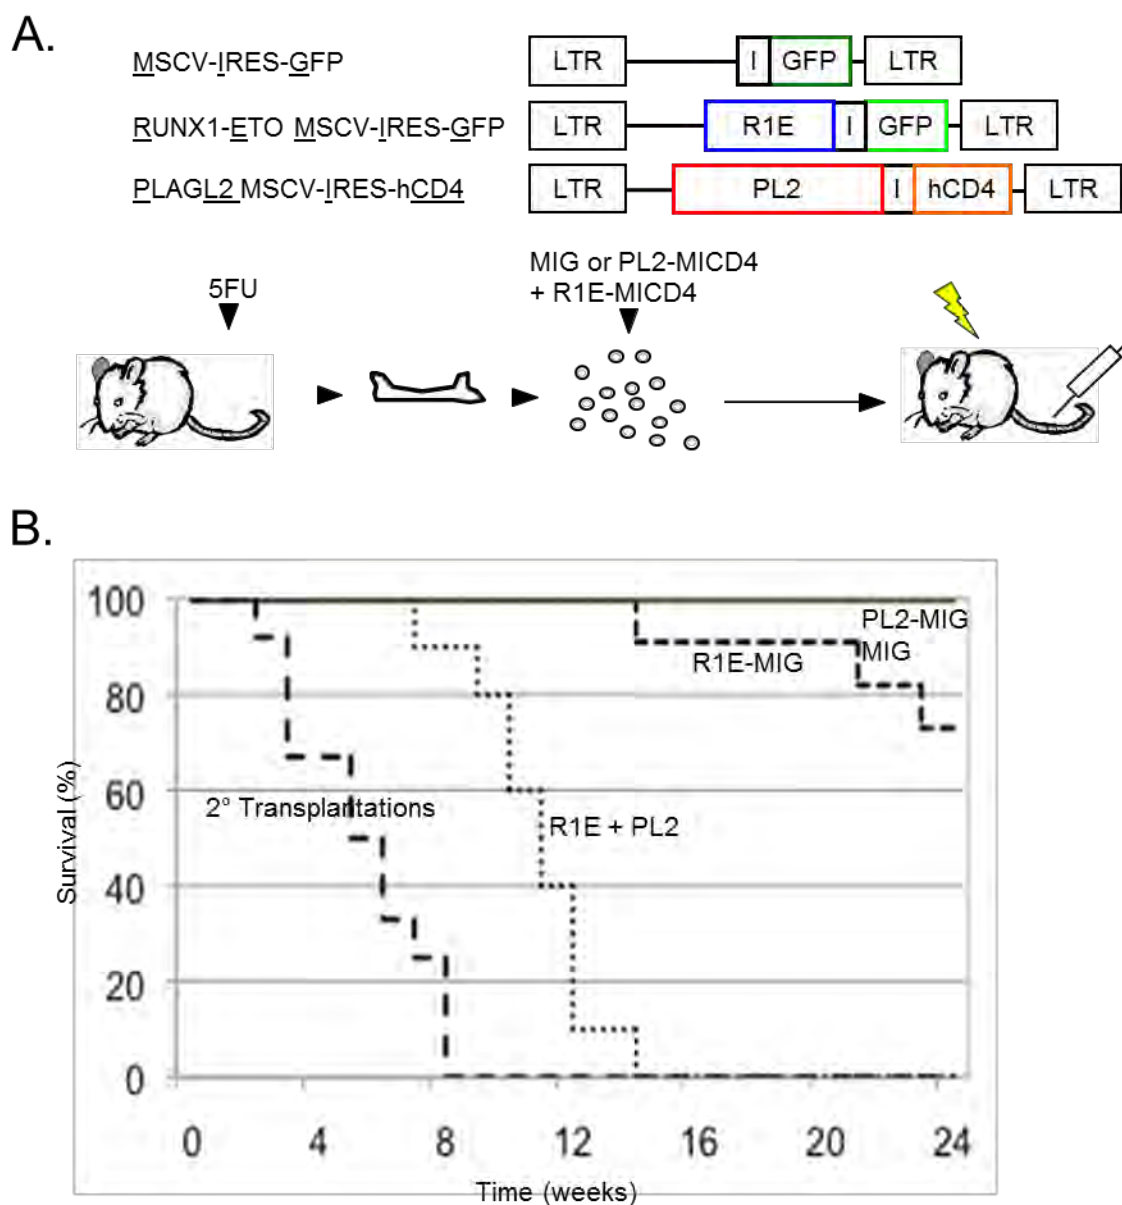 A.
MSCV-IRES-GFP
LTR I GFP LTR
RUNX1-ETO MSCV-IRES-GFP
LTR R1E I GFP LTR
PLAGL2 MSCV-IRES-hCD4
LTR PL2 I hCD4 LTR
5FU
MIG or PL2-MICD4
+ R1E-MICD4
B.
100
80
60
40
20
0
Survival (%)
PL2-MIG
MIG
R1E-MIG
2° Transplantations
R1E + PL2
0 4 8 12 16 20 24
Time (weeks)